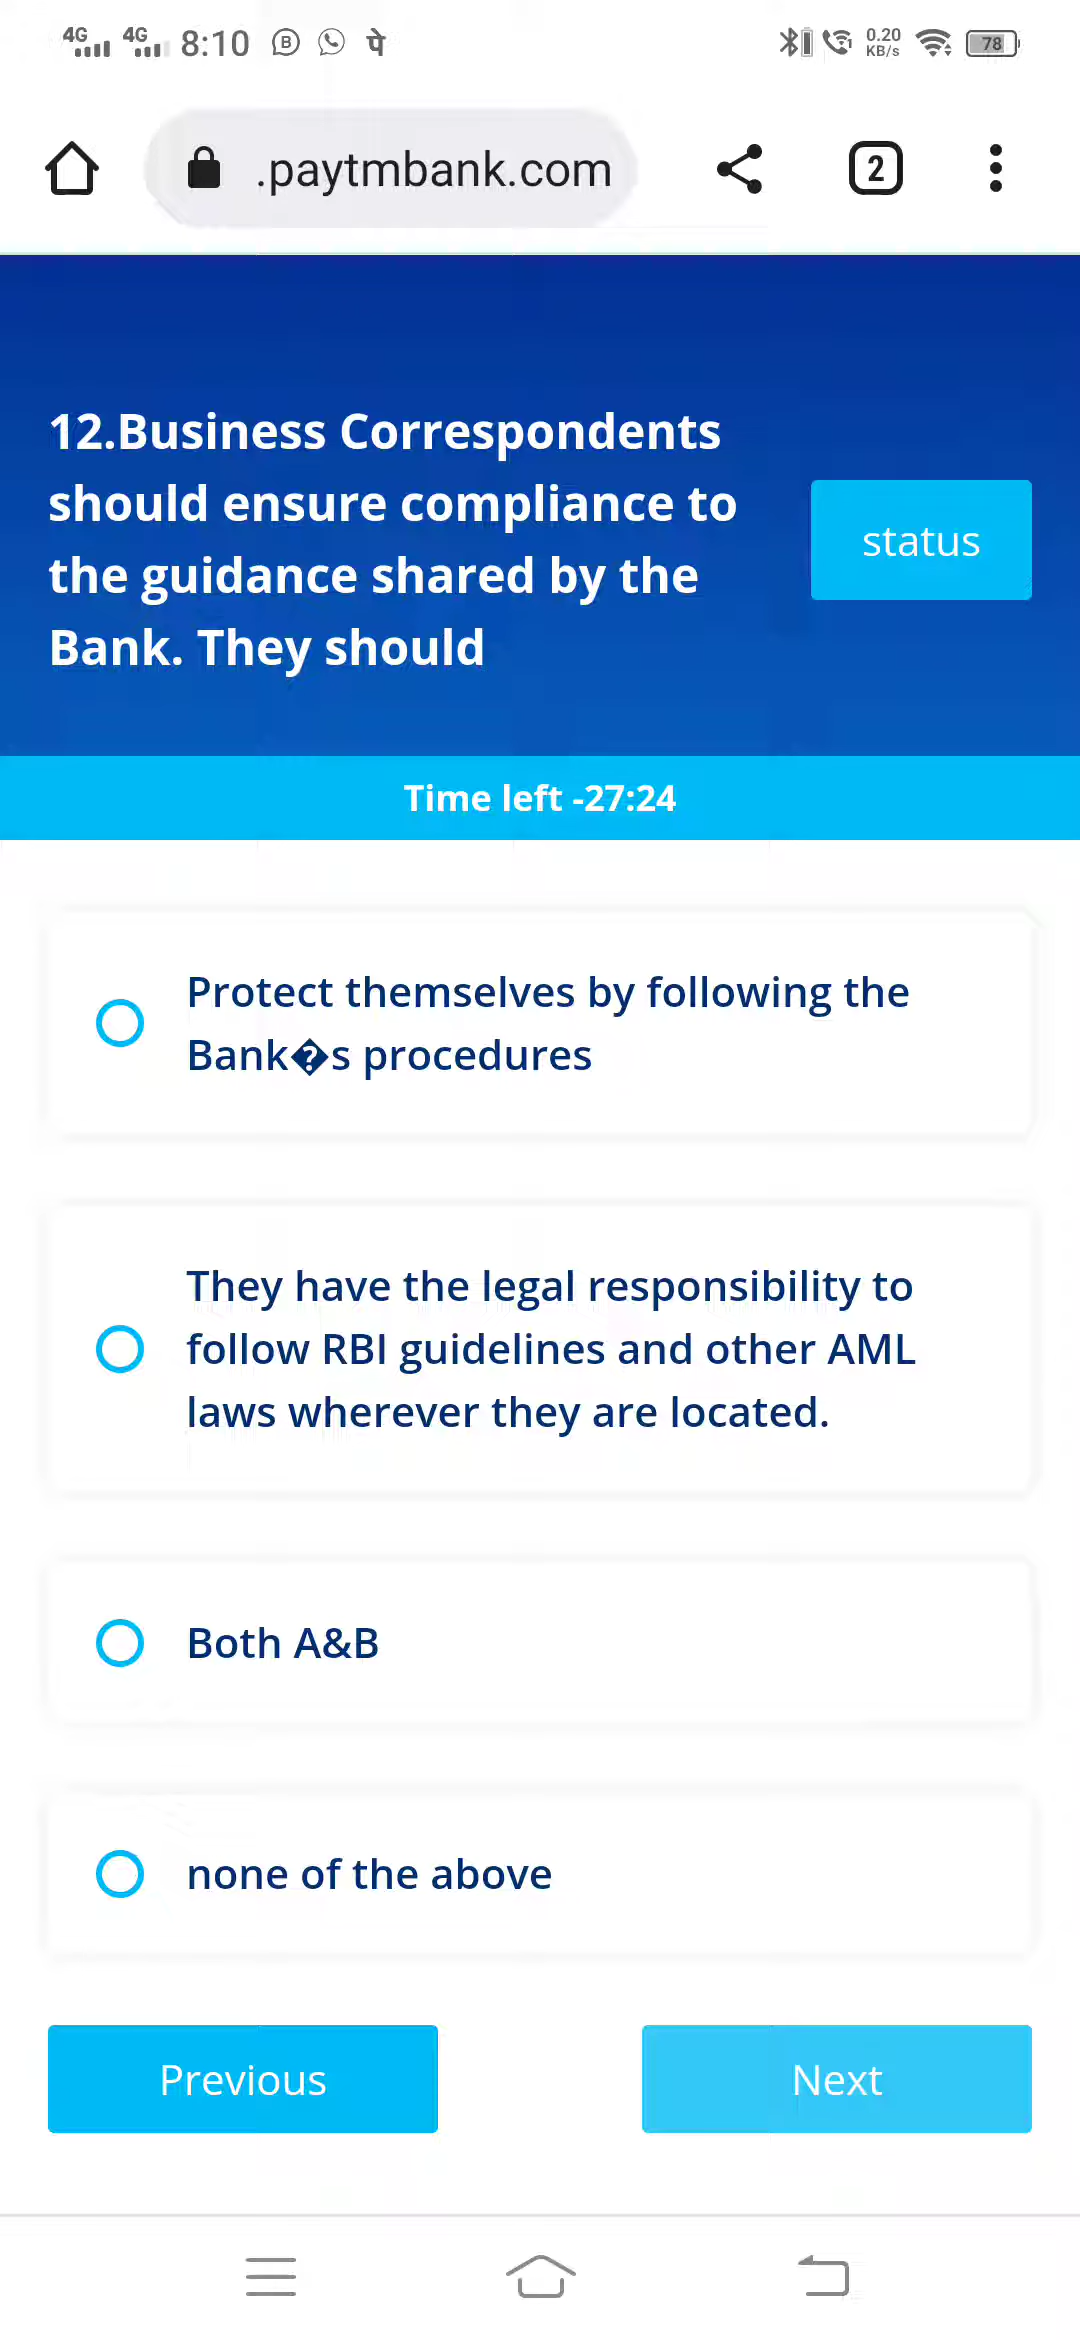 4G 4G 8:10 B पे 0.20 KB/s 78
.paytmbank.com 2
12.Business Correspondents
should ensure compliance to
the guidance shared by the
Bank. They should
status
Time left -27:24
Protect themselves by following the
Bank�s procedures
They have the legal responsibility to
follow RBI guidelines and other AML
laws wherever they are located.
Both A&B
none of the above
Previous Next